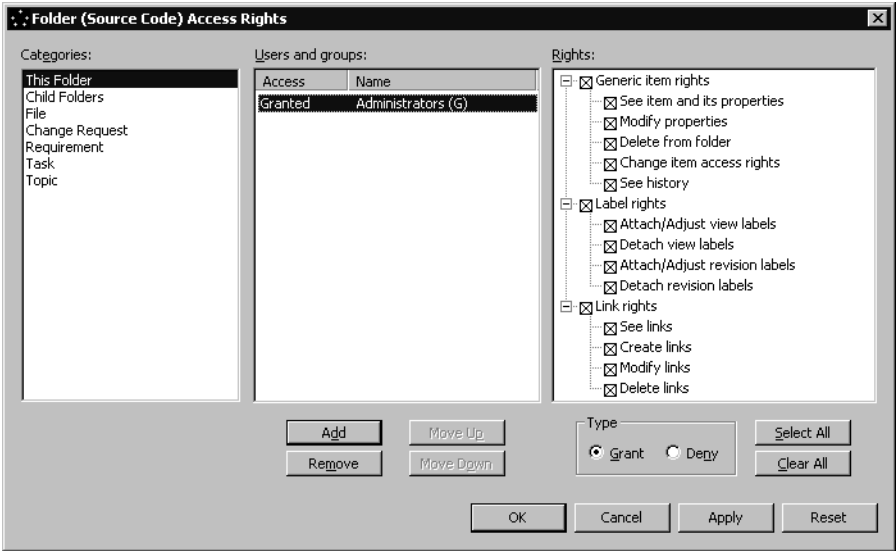 Folder (Source Code) Access Rights
Categories:
This Folder
Child Folders
File
Change Request
Requirement
Task
Topic
Users and groups:
Access Name
Granted Administrators (G)
Rights:
Generic item rights
See item and its properties
Modify properties
Delete from folder
Change item access rights
See history
Label rights
Attach/Adjust view labels
Detach view labels
Attach/Adjust revision labels
Detach revision labels
Link rights
See links
Create links
Modify links
Delete links
Add
Move Up
Remove
Move Down
Type
Grant Deny
Select All
Clear All
OK Cancel Apply Reset